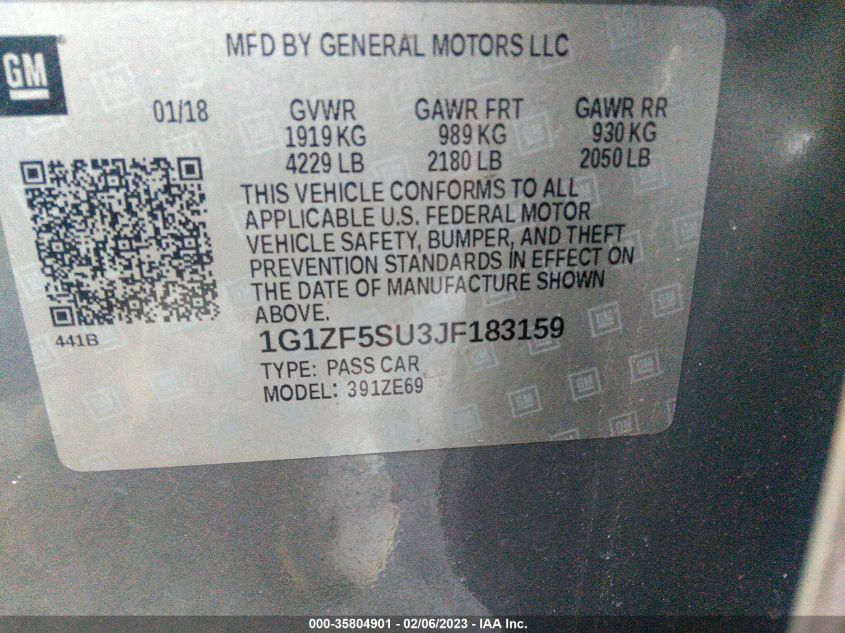 MFD BY GENERAL MOTORS LLC
GM
01/18 GVWR GAWR FRT GAWR RR
1919 KG 989 KG 930 KG
4229 LB 2180 LB 2050 LB
THIS VEHICLE CONFORMS TO ALL
APPLICABLE U.S. FEDERAL MOTOR
VEHICLE SAFETY, BUMPER, AND THEFT
PREVENTION STANDARDS IN EFFECT ON
THE DATE OF MANUFACTURE SHOWN
ABOVE.
441B
1G1ZF5SU3JF183159
TYPE: PASS CAR
MODEL: 391ZE69
000-35804901 - 02/06/2023 - IAA Inc.